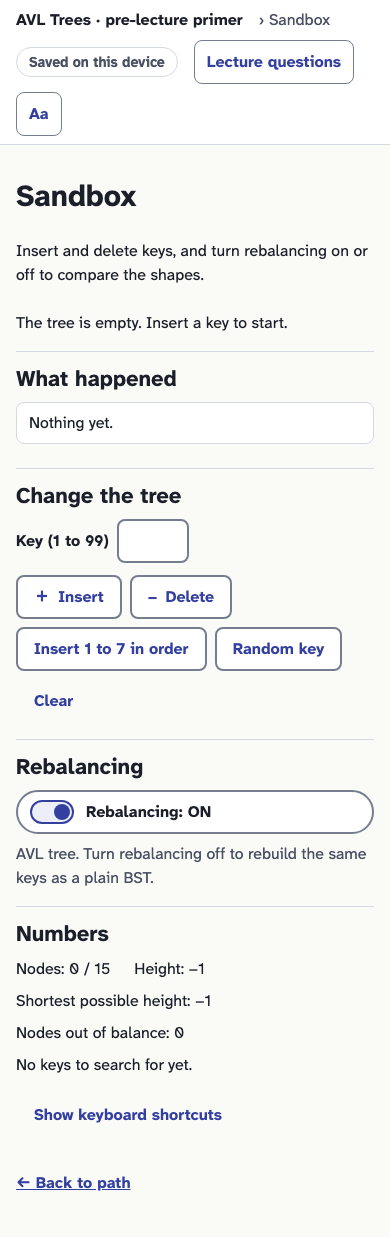 AVL Trees · pre-lecture primer › Sandbox
Saved on this device
Lecture questions
Aa
Sandbox
Insert and delete keys, and turn rebalancing on or
off to compare the shapes.
The tree is empty. Insert a key to start.
What happened
Nothing yet.
Change the tree
Key (1 to 99)
+ Insert
− Delete
Insert 1 to 7 in order
Random key
Clear
Rebalancing
Rebalancing: ON
AVL tree. Turn rebalancing off to rebuild the same
keys as a plain BST.
Numbers
Nodes: 0 / 15 Height: −1
Shortest possible height: −1
Nodes out of balance: 0
No keys to search for yet.
Show keyboard shortcuts
← Back to path